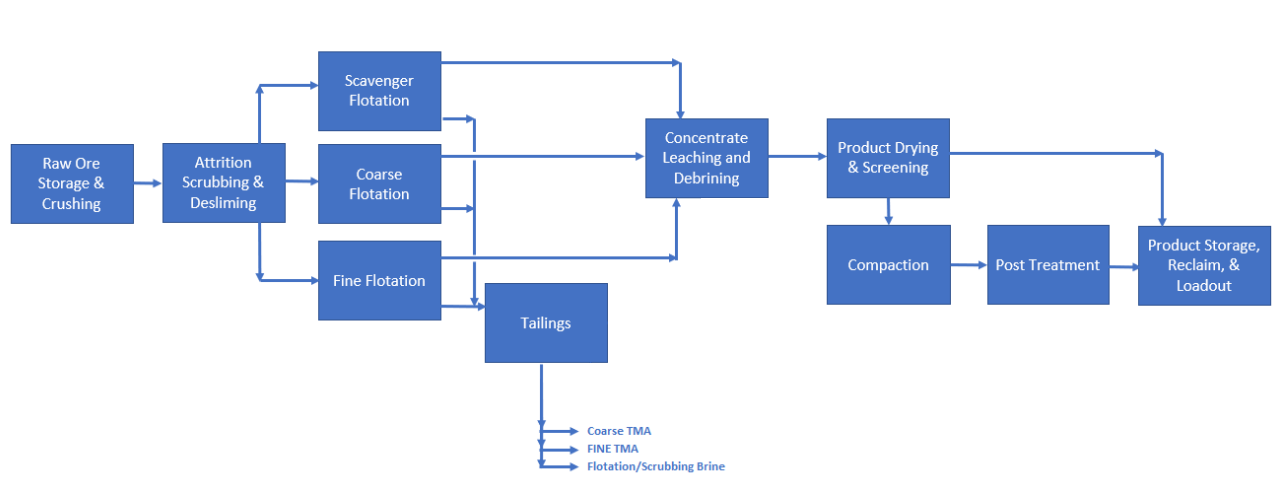 Raw Ore
Storage &
Crushing
Attrition
Scrubbing &
Desliming
Scavenger
Flotation
Coarse
Flotation
Fine Flotation
Tailings
Coarse TMA
FINE TMA
Flotation/Scrubbing Brine
Concentrate
Leaching and
Debrining
Product Drying
& Screening
Compaction
Post Treatment
Product Storage,
Reclaim, &
Loadout